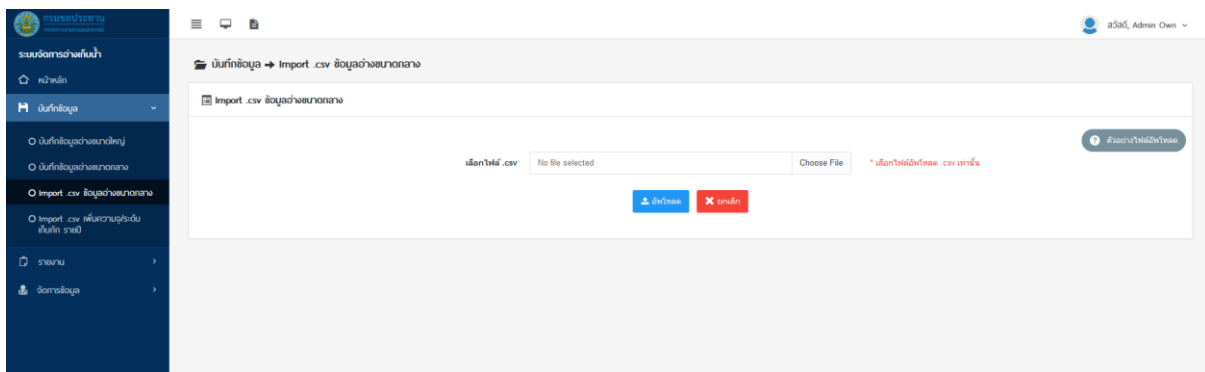 กรมชลประทาน
สวัสดี, Admin Own
ระบบจัดการอ่างเก็บน้ำ
หน้าหลัก
บันทึกข้อมูล
บันทึกข้อมูลอ่างขนาดใหญ่
บันทึกข้อมูลอ่างขนาดกลาง
Import .csv ข้อมูลอ่างขนาดกลาง
Import .csv เพิ่มความจุ/ระดับ
เก็บกัก รายปี
รายงาน
จัดการข้อมูล
บันทึกข้อมูล → Import .csv ข้อมูลอ่างขนาดกลาง
Import .csv ข้อมูลอ่างขนาดกลาง
ตัวอย่างไฟล์อัพโหลด
เลือกไฟล์ .csv No file selected Choose File * เลือกไฟล์อัพโหลด .csv เท่านั้น
อัพโหลด ยกเลิก